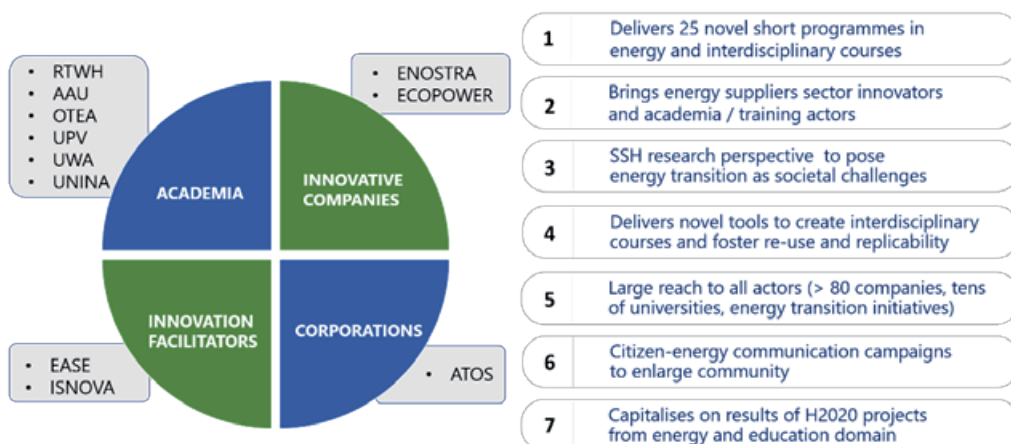 • RTWH
• AAU
• OTEA
• UPV
• UWA
• UNINA
• ENOSTRA
• ECOPOWER
ACADEMIA
INNOVATIVE
COMPANIES
INNOVATION
FACILITATORS
CORPORATIONS
• EASE
• ISNOVA
• ATOS
1
Delivers 25 novel short programmes in
energy and interdisciplinary courses
2
Brings energy suppliers sector innovators
and academia / training actors
3
SSH research perspective to pose
energy transition as societal challenges
4
Delivers novel tools to create interdisciplinary
courses and foster re-use and replicability
5
Large reach to all actors (> 80 companies, tens
of universities, energy transition initiatives)
6
Citizen-energy communication campaigns
to enlarge community
7
Capitalises on results of H2020 projects
from energy and education domain